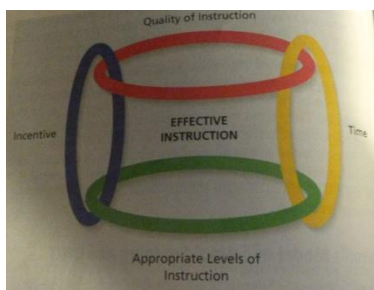 Quality of Instruction
Incentive
EFFECTIVE
INSTRUCTION
Time
Appropriate Levels of
Instruction